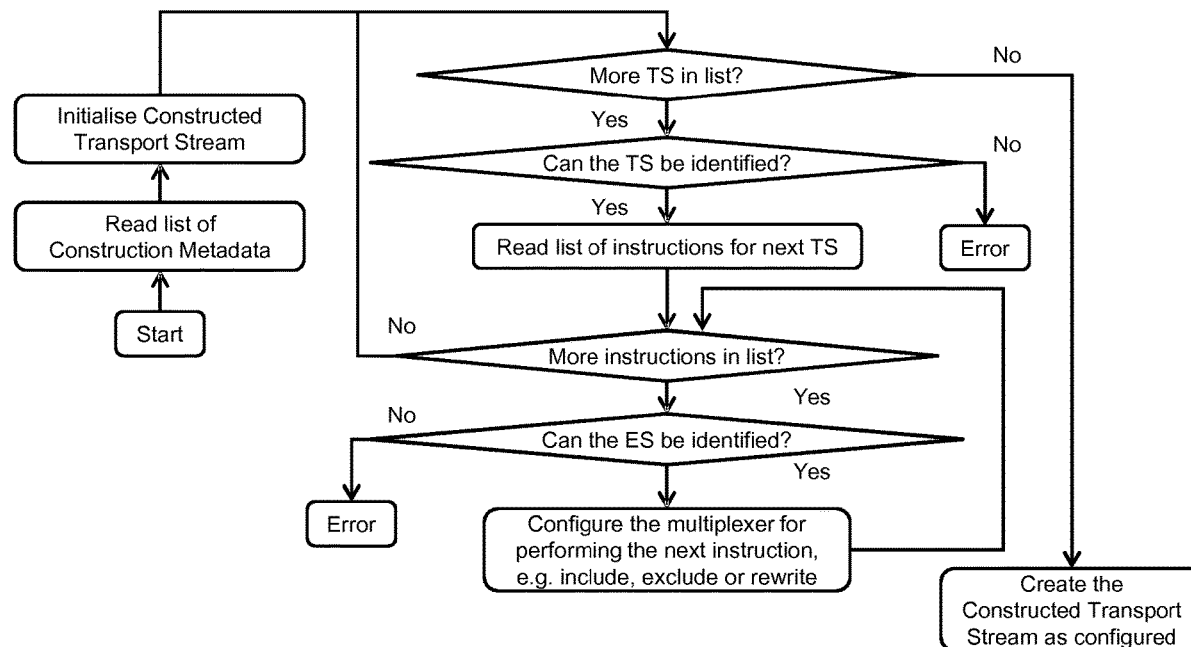 No
More TS in list?
Initialise Constructed
Transport Stream
Yes
No
Can the TS be identified?
Yes
Read list of
Construction Metadata
Read list of instructions for next TS
Error
Start
No
More instructions in list?
Yes
No
Can the ES be identified?
Yes
Error
Configure the multiplexer for
performing the next instruction,
e.g. include, exclude or rewrite
Create the
Constructed Transport
Stream as configured